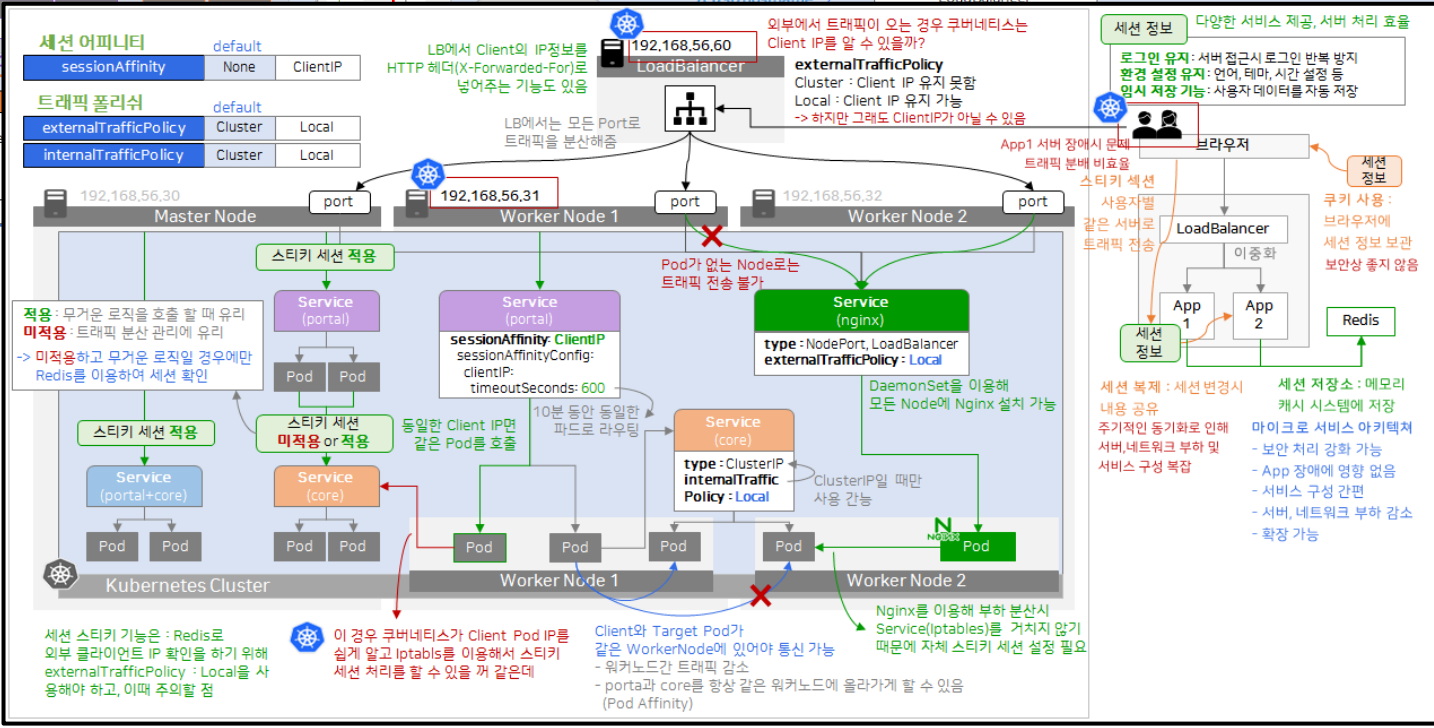 세션 어피니티
default
sessionAffinity None ClientIP
트래픽 폴리쉬
default
externalTrafficPolicy Cluster Local
internalTrafficPolicy Cluster Local
LB에서 Client의 IP정보를
HTTP 헤더(X-Forwarded-For)로
넣어주는 기능도 있음
192.168.56.60
LoadBalancer
LB에서는 모든 Port로
트래픽을 분산해줌
외부에서 트래픽이 오는 경우 쿠버네티스는
Client IP를 알 수 있을까?
externalTrafficPolicy
Cluster : Client IP 유지 못함
Local : Client IP 유지 가능
-> 하지만 그래도 ClientIP가 아닐 수 있음
세션 정보
다양한 서비스 제공, 서버 처리 효율
로그인 유지 : 서버 접근시 로그인 반복 방지
환경 설정 유지 : 언어, 테마, 시간 설정 등
임시 저장 기능 : 사용자 데이터를 자동 저장
App1 서버 장애시 문제
트래픽 분배 비효율
브라우저
세션
정보
스티키 세션
사용자별
같은 서버로
트래픽 전송
쿠키 사용 :
브라우저에
세션 정보 보관
보안상 좋지 않음
LoadBalancer
이중화
App
1
App
2
세션
정보
Redis
세션 복제 : 세션 변경시
내용 공유
주기적인 동기화로 인해
서버,네트워크 부하 및
서비스 구성 복잡
세션 저장소 : 메모리
캐시 시스템에 저장
마이크로 서비스 아키텍쳐
- 보안 처리 강화 가능
- App 장애에 영향 없음
- 서비스 구성 간편
- 서버, 네트워크 부하 감소
- 확장 가능
192.168.56.30
Master Node
port
192.168.56.31
Worker Node 1
port
192.168.56.32
Worker Node 2
port
스티키 세션 적용
Pod가 없는 Node로는
트래픽 전송 불가
적용 : 무거운 로직을 호출 할 때 유리
미적용 : 트래픽 분산 관리에 유리
-> 미적용하고 무거운 로직일 경우에만
Redis를 이용하여 세션 확인
Service
(portal)
Pod Pod
Service
(portal)
sessionAffinity: ClientIP
sessionAffinityConfig:
clientIP:
timeoutSeconds: 600
Service
(nginx)
type : NodePort, LoadBalancer
externalTrafficPolicy : Local
DaemonSet을 이용해
모든 Node에 Nginx 설치 가능
10분 동안 동일한
파드로 라우팅
동일한 Client IP면
같은 Pod를 호출
스티키 세션 적용
스티키 세션
미적용 or 적용
Service
(portal+core)
Pod Pod
Service
(core)
Pod Pod
Service
(core)
type : ClusterIP
internalTraffic
Policy : Local
ClusterIP일 때만
사용 간능
Pod
Pod
Pod
Pod
NGINX
Pod
Kubernetes Cluster
Worker Node 1
Worker Node 2
세션 스티키 기능은 : Redis로
외부 클라이언트 IP 확인을 하기 위해
externalTrafficPolicy : Local을 사
용해야 하고, 이때 주의할 점
이 경우 쿠버네티스가 Client Pod IP를
쉽게 알고 Iptabls를 이용해서 스티키
세션 처리를 할 수 있을 꺼 같은데
Client와 Target Pod가
같은 WorkerNode에 있어야 통신 가능
- 워커노드간 트래픽 감소
- porta과 core를 항상 같은 워커노드에 올라가게 할 수 있음
(Pod Affinity)
Nginx를 이용해 부하 분산시
Service(Iptables)를 거치지 않기
때문에 자체 스티키 세션 설정 필요